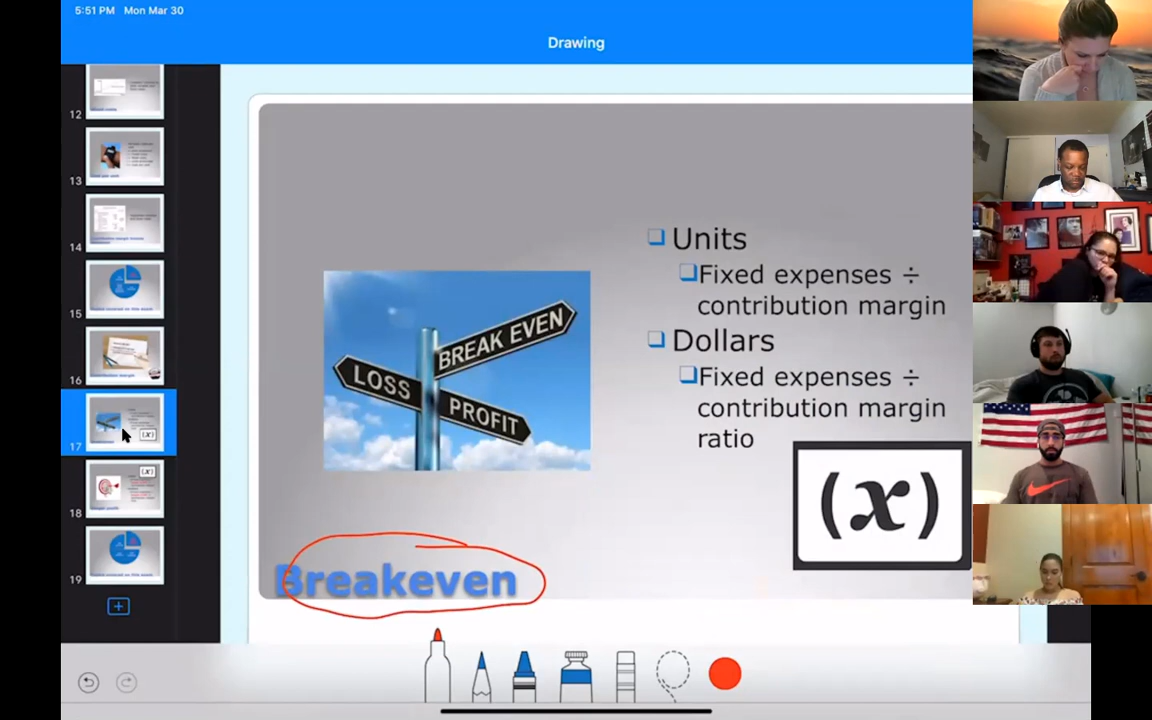 5:51 PM Mon Mar 30
Drawing
12
13
14
15
16
17
18
19
Units
Fixed expenses ÷
contribution margin
Dollars
Fixed expenses ÷
contribution margin
ratio
BREAK EVEN
LOSS
PROFIT
(x)
Breakeven